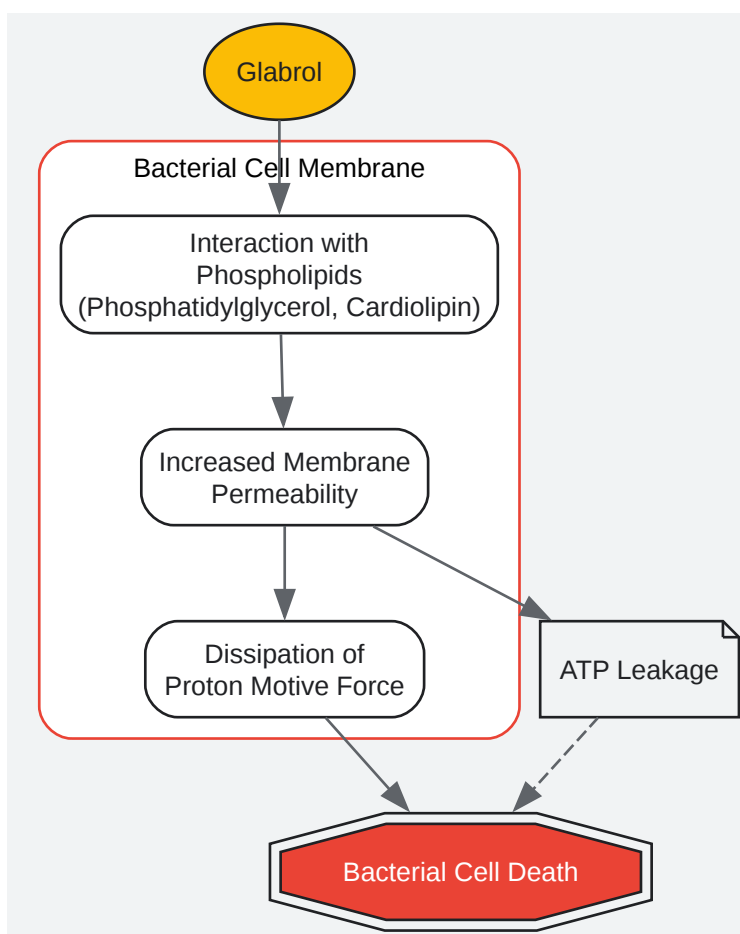 Glabrol
Bacterial Cell Membrane
Interaction with
Phospholipids
(Phosphatidylglycerol, Cardiolipin)
Increased Membrane
Permeability
Dissipation of
Proton Motive Force
ATP Leakage
Bacterial Cell Death